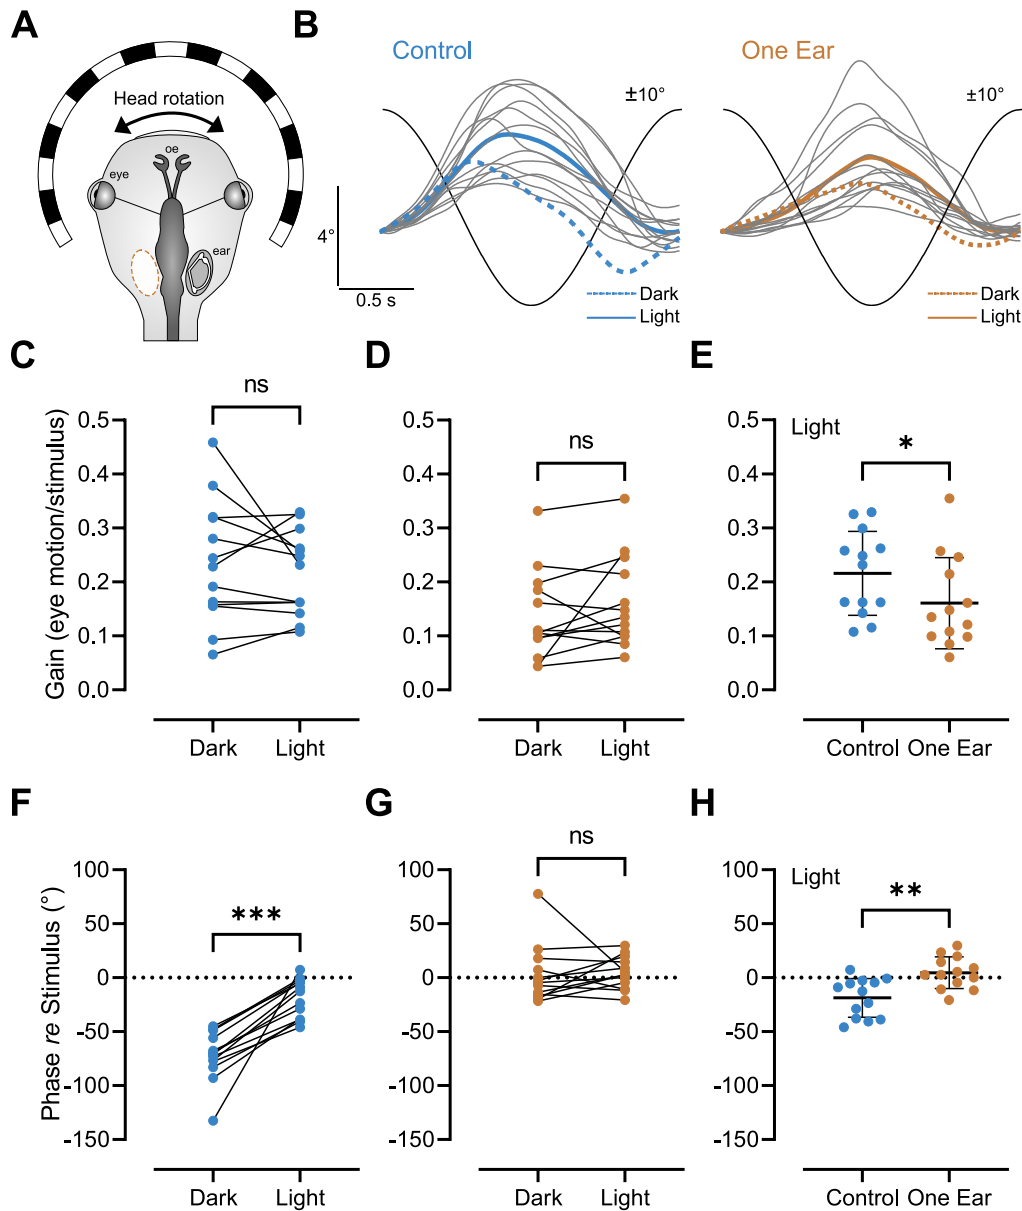 A
Head rotation
oe
eye
ear
B
Control
One Ear
±10°
±10°
4°
0.5 s
Dark
Light
Dark
Light
C
ns
Gain (eye motion/stimulus)
0.5
0.4
0.3
0.2
0.1
0.0
Dark Light
D
ns
0.5
0.4
0.3
0.2
0.1
0.0
Dark Light
E
Light
*
0.5
0.4
0.3
0.2
0.1
0.0
Control One Ear
F
***
Phase re Stimulus (°)
100
50
0
-50
-100
-150
Dark Light
G
ns
100
50
0
-50
-100
-150
Dark Light
H
Light
**
100
50
0
-50
-100
-150
Control One Ear